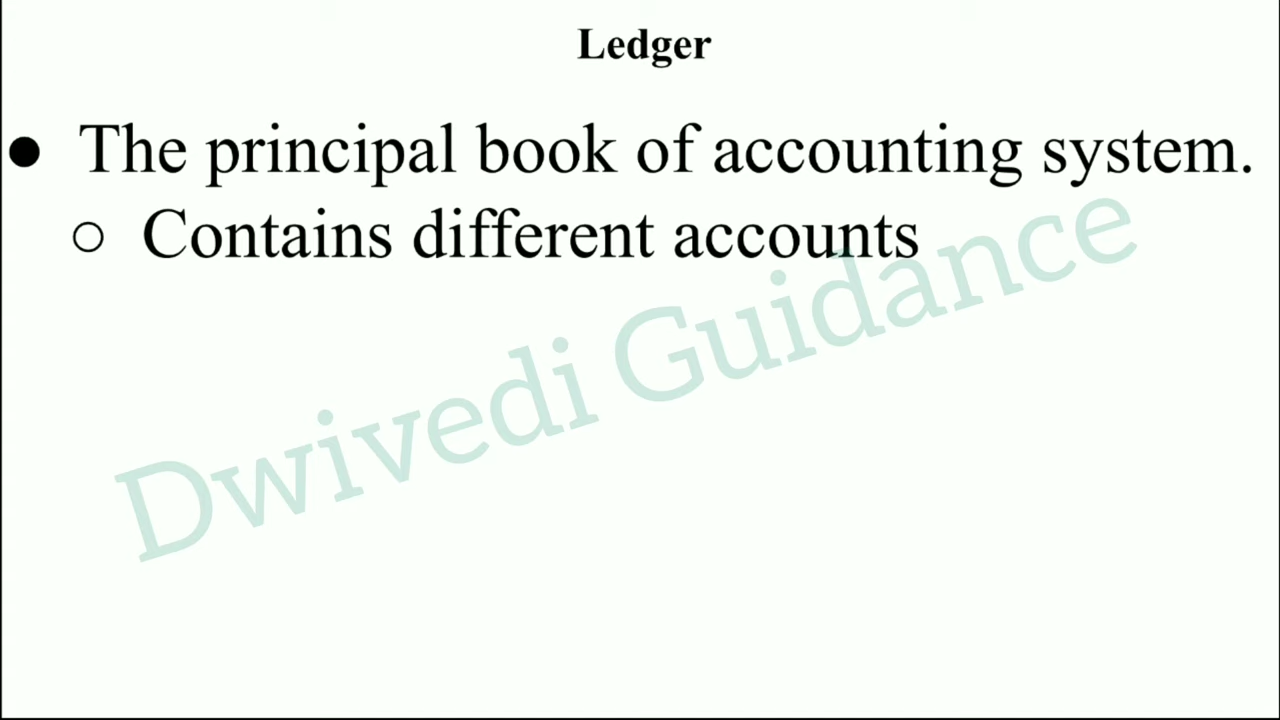 Ledger
● The principal book of accounting system.
○ Contains different accounts
Dwivedi Guidance